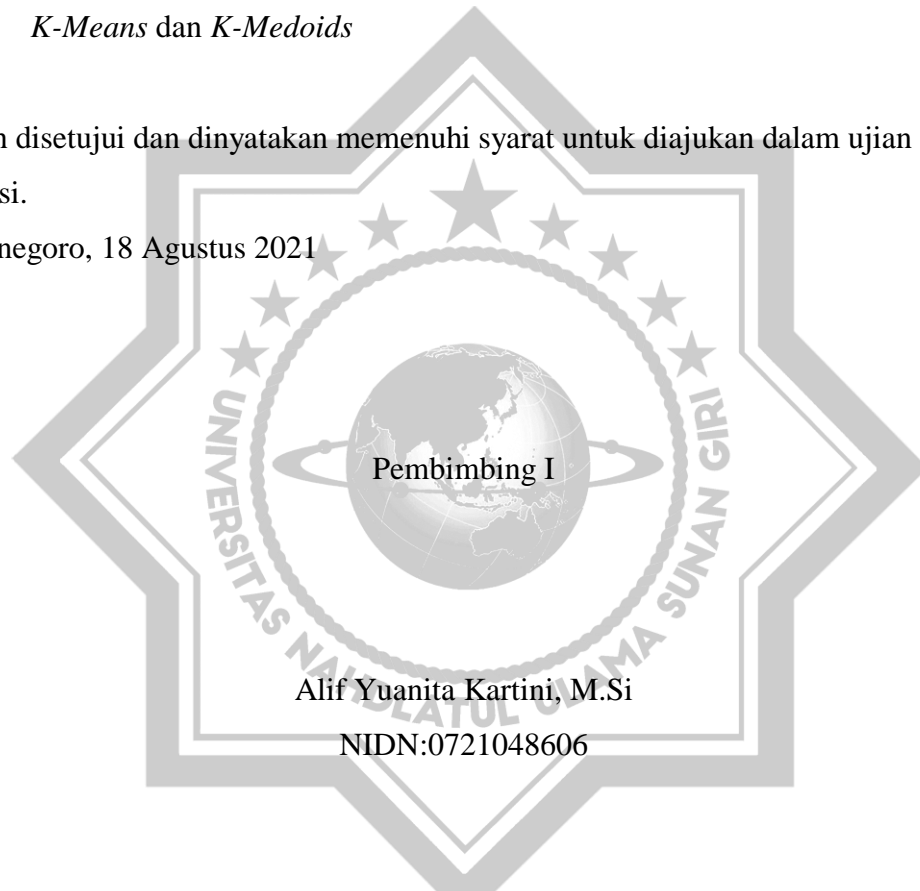 K-Means dan K-Medoids
n disetujui dan dinyatakan memenuhi syarat untuk diajukan dalam ujian
si.
negoro, 18 Agustus 2021
Pembimbing I
Alif Yuanita Kartini, M.Si
NIDN:0721048606
UNIVERSITAS NAHDLATUL ULAMA SUNAN GIRI